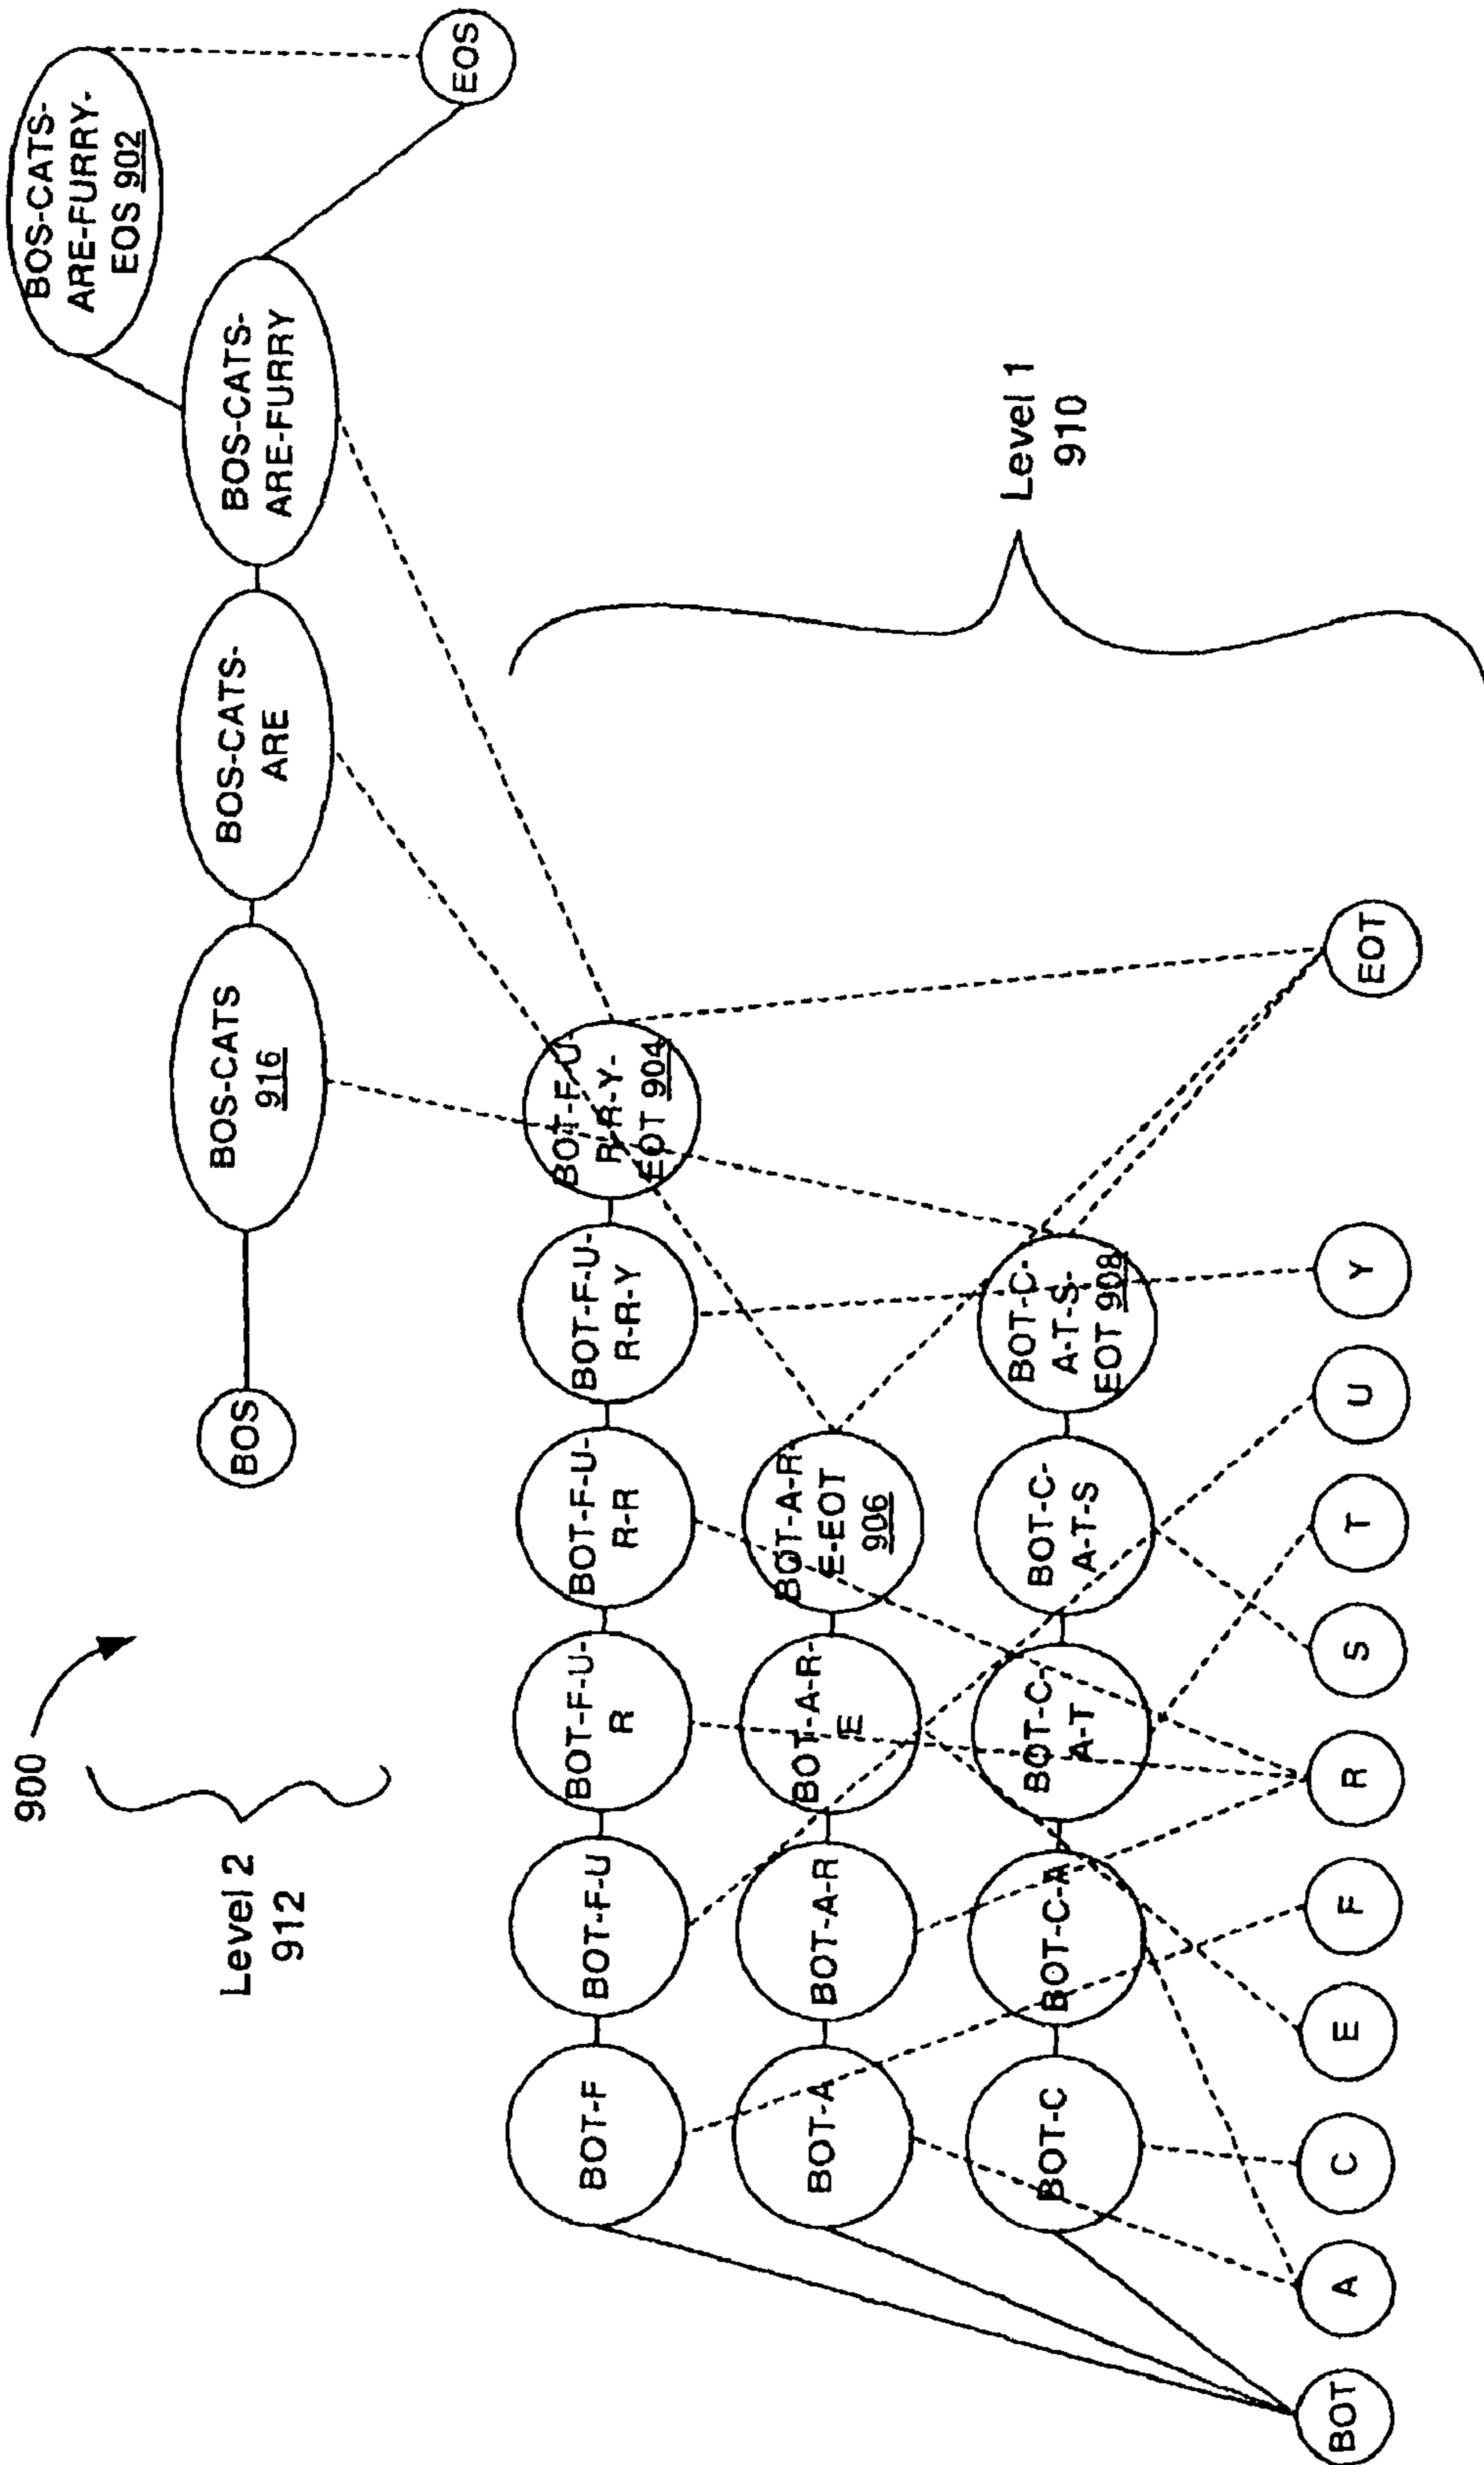 900
BOS-CATS-
ARE-FURRY-
EOS 902
EOS
Level 2
912
BOS
BOS-CATS
916
BOS-CATS-
ARE
BOS-CATS-
ARE-FURRY
BOT-F
BOT-F-U
BOT-F-U-
R
BOT-F-U-
R-R
BOT-F-U-
R-R-Y
BOT-F-U
R-R-Y-
EOT 904
BOT-A
BOT-A-R
BOT-A-R-
E
BOT-A-R-
E-EOT
906
BOT-C
BOT-C-A
BOT-C-
A-T
BOT-C-
A-T-S
BOT-C-
A-T-S-
EOT 908
Level 1
910
BOT
A
C
E
F
R
S
T
U
Y
EOT